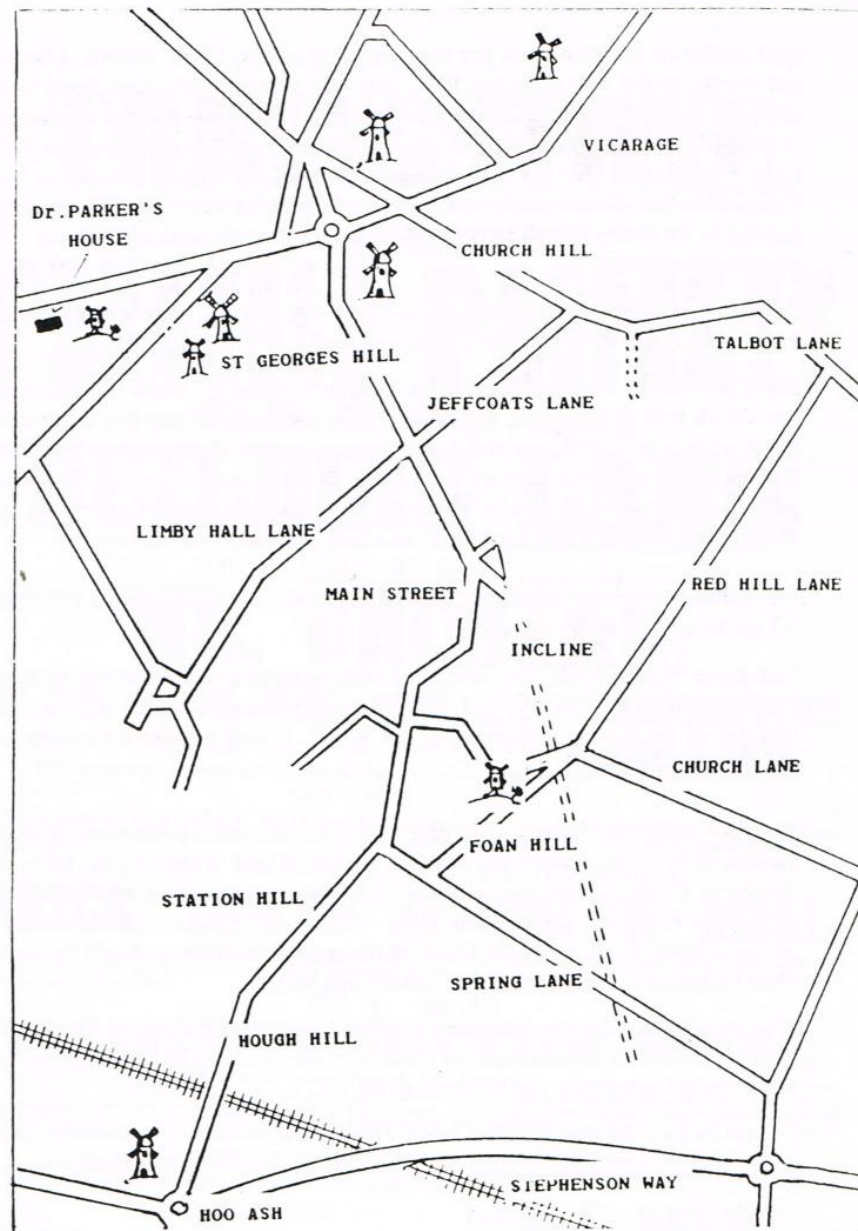 VICARAGE
Dr.PARKER'S
HOUSE
CHURCH HILL
TALBOT LANE
ST GEORGES HILL
JEFFCOATS LANE
LIMBY HALL LANE
MAIN STREET
RED HILL LANE
INCLINE
CHURCH LANE
FOAN HILL
STATION HILL
SPRING LANE
HOUGH HILL
STEPHENSON WAY
HOO ASH